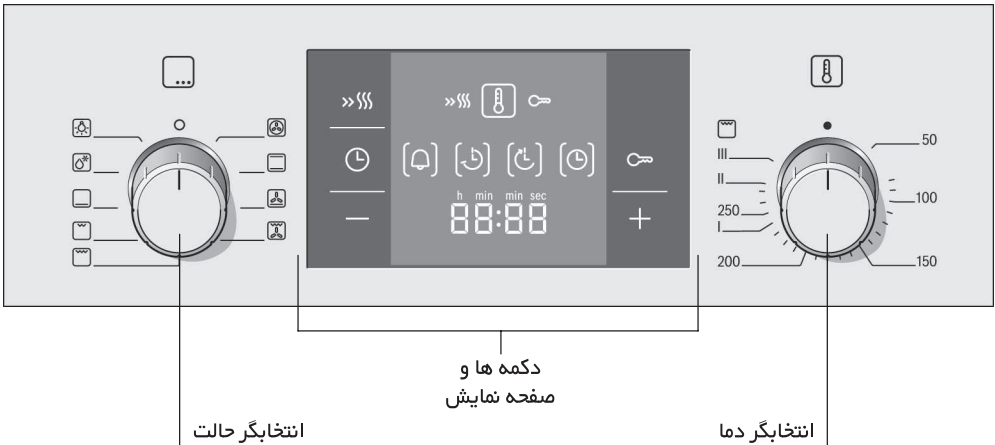 h min min sec
88:88
III
II
250
I
200
50
100
150
دکمه ها و
صفحه نمایش
انتخابگر حالت
انتخابگر دما